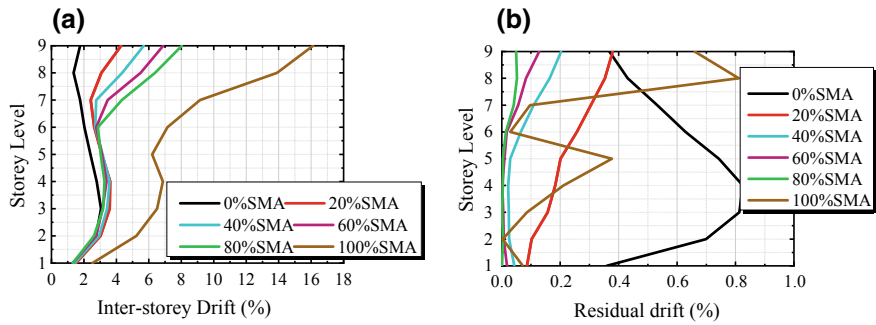 (a)
Storey Level
9
8
7
6
5
4
3
2
1
0%SMA 20%SMA
40%SMA 60%SMA
80%SMA 100%SMA
0 2 4 6 8 10 12 14 16 18
Inter-storey Drift (%)
(b)
Storey Level
9
8
7
6
5
4
3
2
1
0%SMA
20%SMA
40%SMA
60%SMA
80%SMA
100%SMA
0.0 0.2 0.4 0.6 0.8 1.0
Residual drift (%)